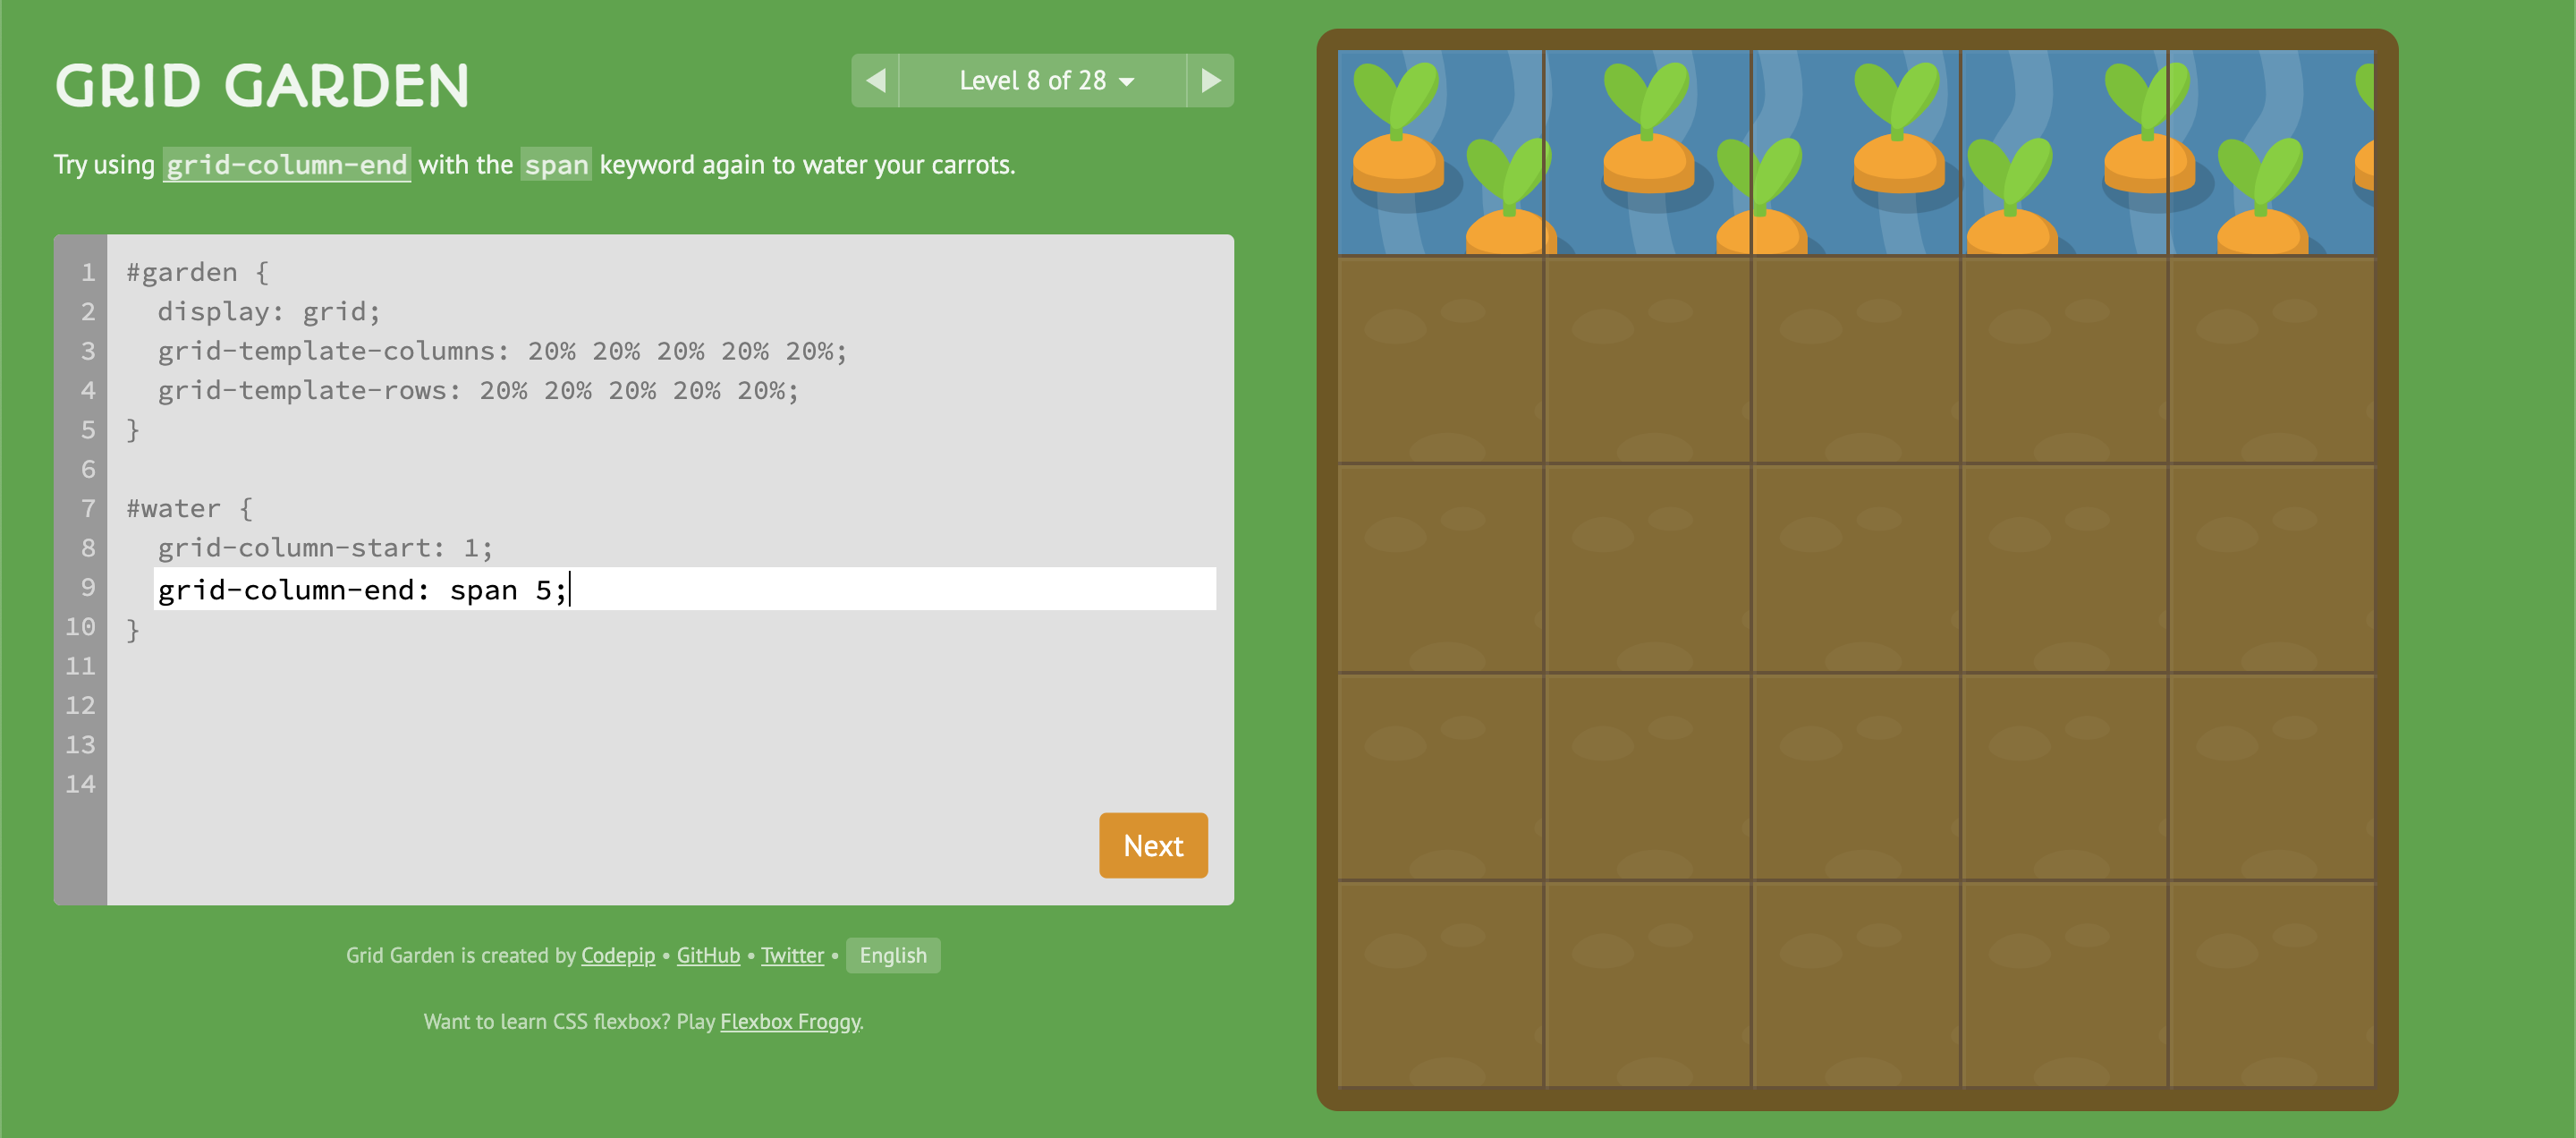 GRID GARDEN
Level 8 of 28
Try using grid-column-end with the span keyword again to water your carrots.
1 #garden {
2 display: grid;
3 grid-template-columns: 20% 20% 20% 20% 20%;
4 grid-template-rows: 20% 20% 20% 20% 20%;
5 }
6
7 #water {
8 grid-column-start: 1;
9 grid-column-end: span 5;
10 }
11
12
13
14
Next
Grid Garden is created by Codepip • GitHub • Twitter • English
Want to learn CSS flexbox? Play Flexbox Froggy.